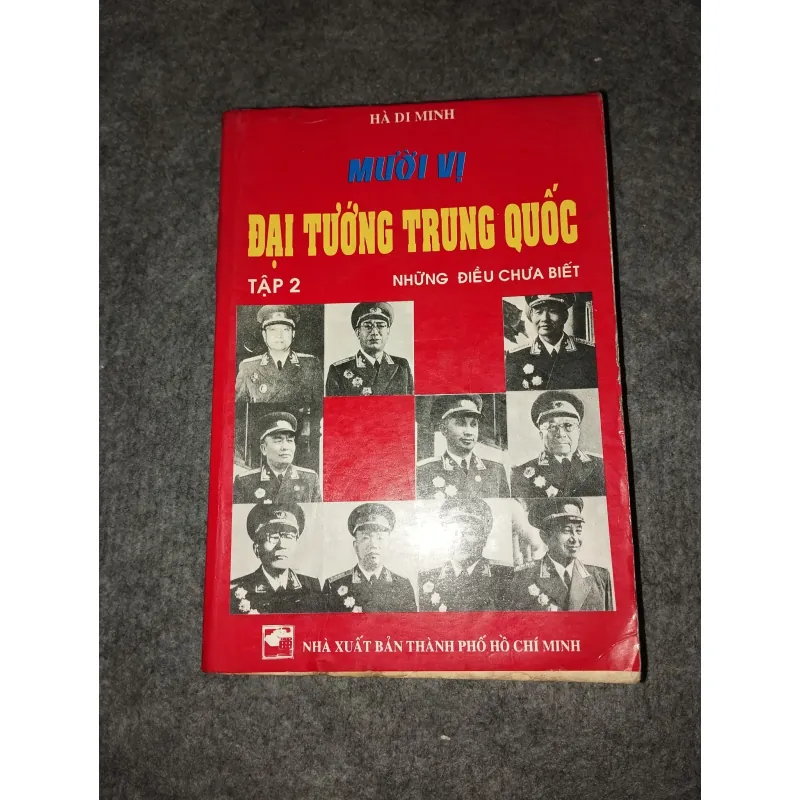 HÀ DI MINH
MƯỜI VỊ
ĐẠI TƯỚNG TRUNG QUỐC
TẬP 2 NHỮNG ĐIỀU CHƯA BIẾT
NHÀ XUẤT BẢN THÀNH PHỐ HỒ CHÍ MINH